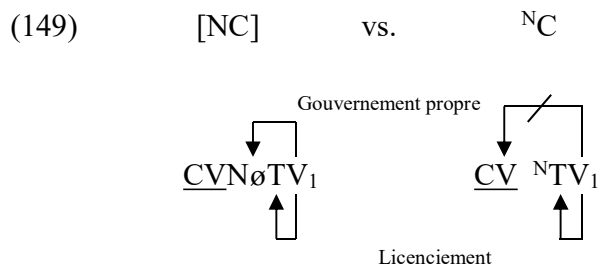 (149) [NC] vs. ᴺC
Gouvernement propre
CVNøTV₁ CV ᴺTV₁
Licenciement